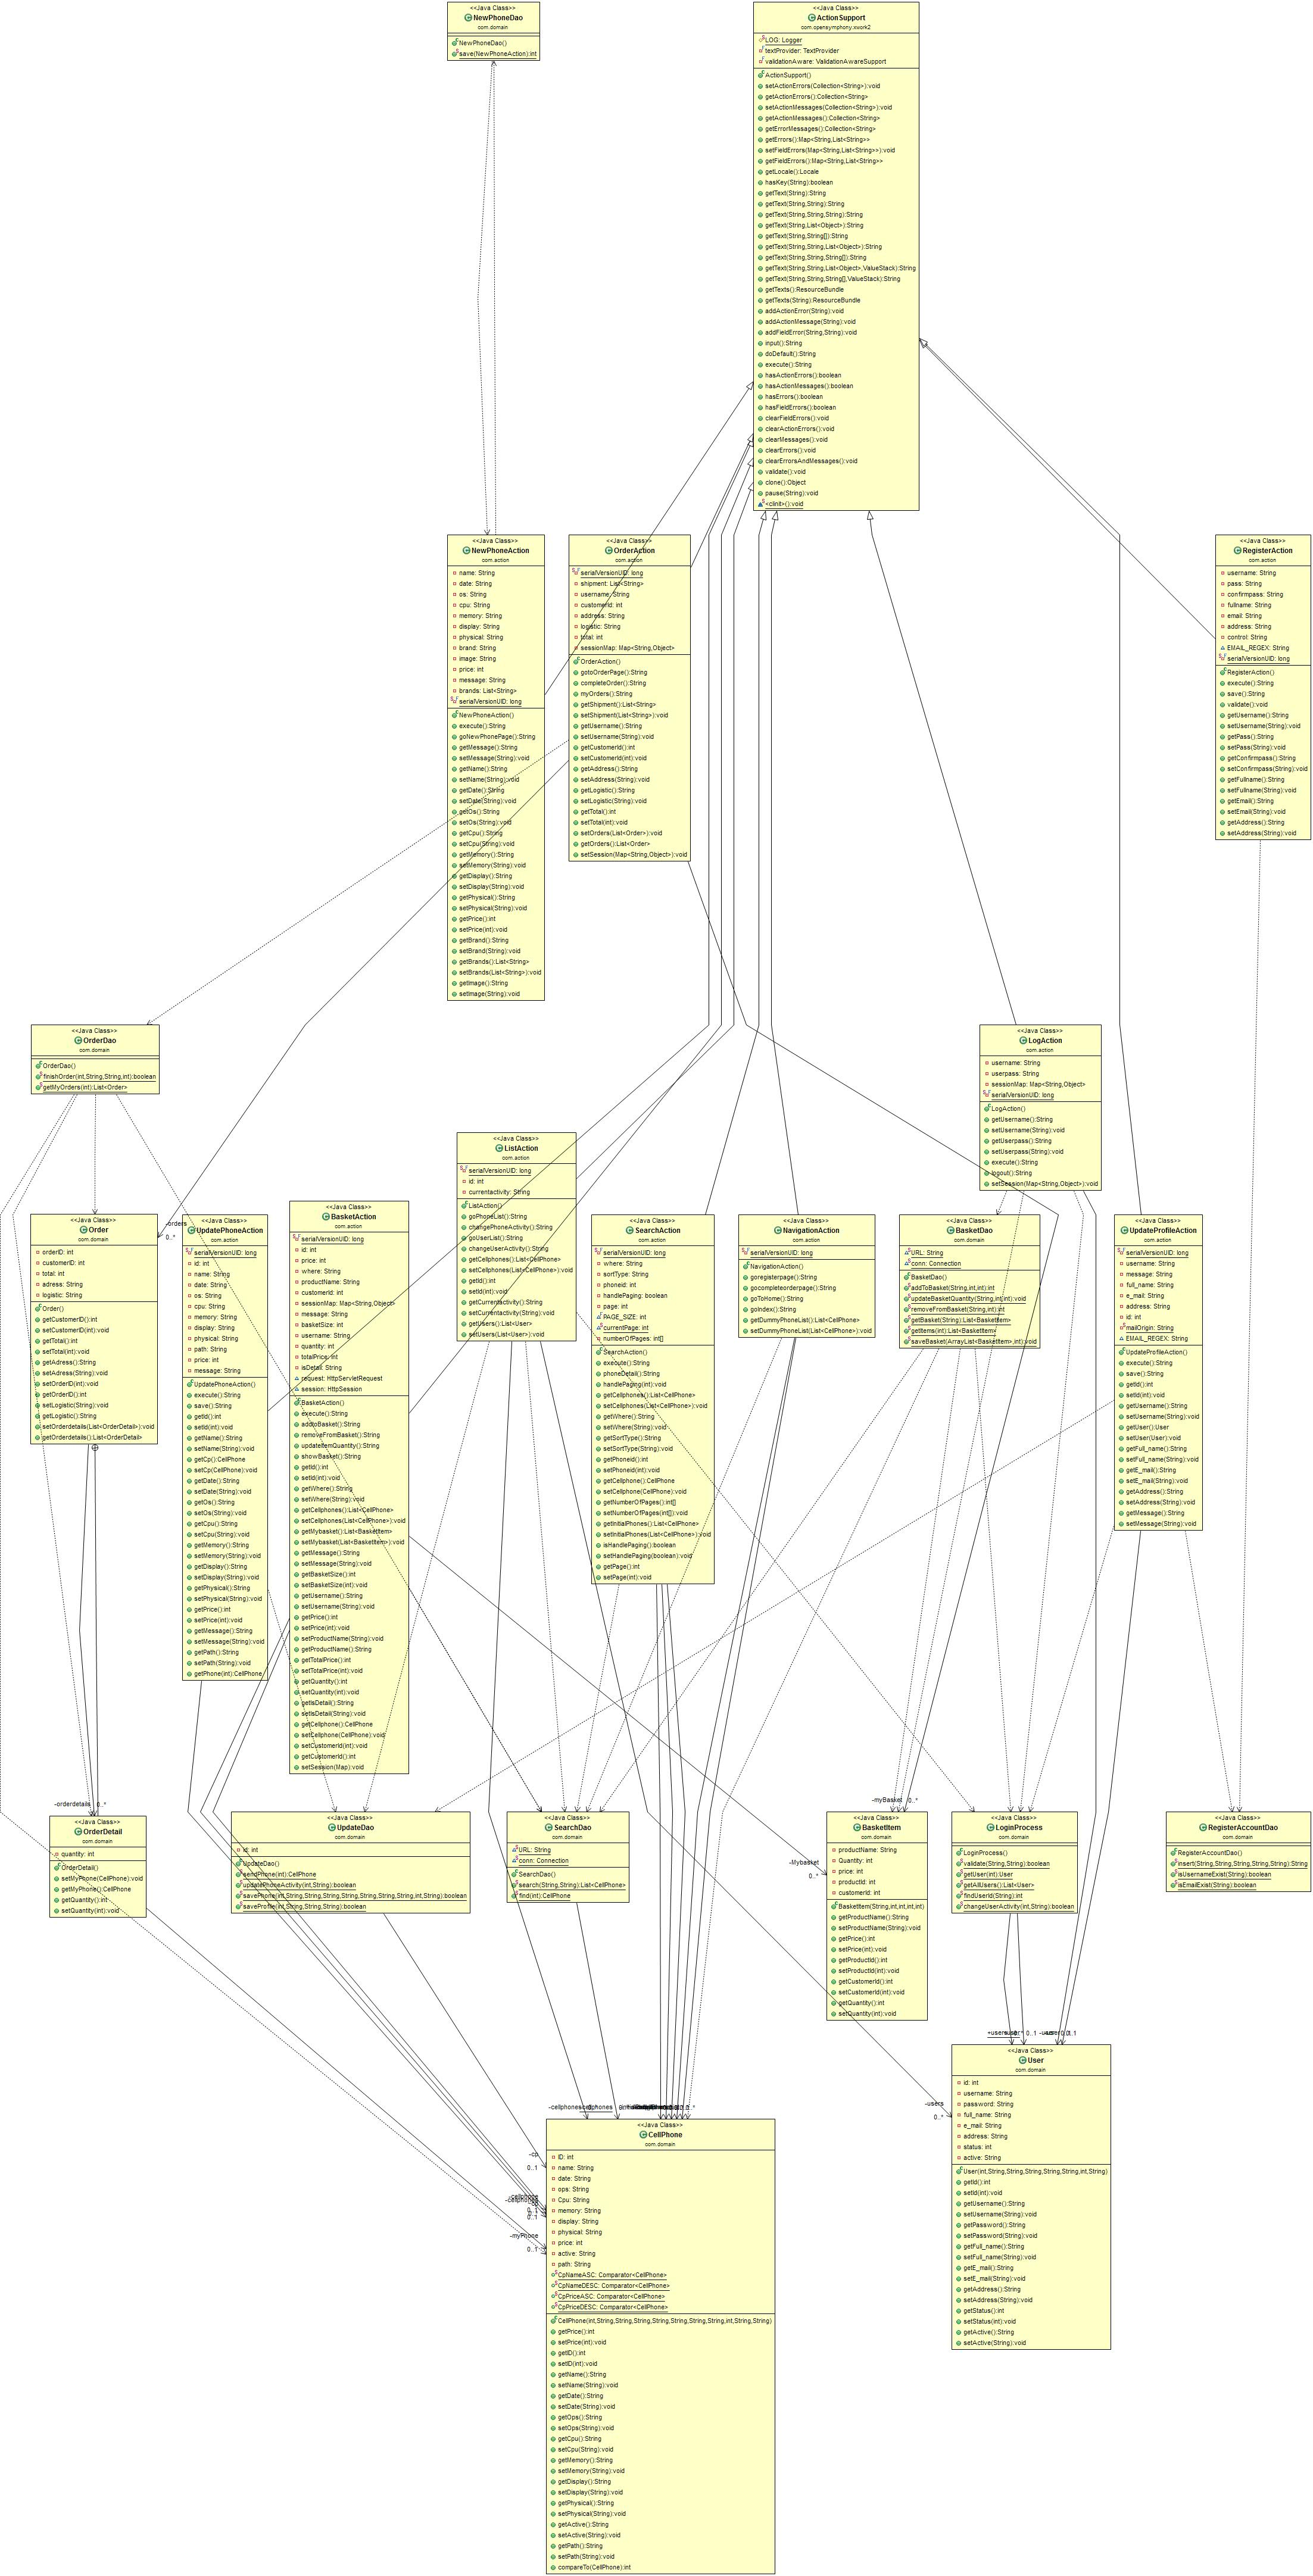 <<Java Class>>
NewPhoneDao
com.domain
NewPhoneDao()
save(NewPhoneAction):int
<<Java Class>>
ActionSupport
com.opensymphony.xwork2
LOG: Logger
textProvider: TextProvider
validationAware: ValidationAwareSupport
ActionSupport()
setActionErrors(Collection<String>):void
getActionErrors():Collection<String>
setActionMessages(Collection<String>):void
getActionMessages():Collection<String>
getErrorMessages():Collection<String>
getErrors():Map<String,List<String>>
setFieldErrors(Map<String,List<String>>):void
getFieldErrors():Map<String,List<String>>
getLocale():Locale
hasKey(String):boolean
getText(String):String
getText(String,String):String
getText(String,String,String):String
getText(String,List<Object>):String
getText(String,String[]):String
getText(String,String,List<Object>):String
getText(String,String,String[]):String
getText(String,String,List<Object>,ValueStack):String
getText(String,String,String[],ValueStack):String
getTexts():ResourceBundle
getTexts(String):ResourceBundle
addActionError(String):void
addActionMessage(String):void
addFieldError(String,String):void
input():String
doDefault():String
execute():String
hasActionErrors():boolean
hasActionMessages():boolean
hasErrors():boolean
hasFieldErrors():boolean
clearFieldErrors():void
clearActionErrors():void
clearMessages():void
clearErrors():void
clearErrorsAndMessages():void
validate():void
clone():Object
pause(String):void
<clinit>():void
<<Java Class>>
NewPhoneAction
com.action
name: String
date: String
os: String
cpu: String
memory: String
display: String
physical: String
brand: String
image: String
price: int
message: String
brands: List<String>
serialVersionUID: long
NewPhoneAction()
execute():String
goNewPhonePage():String
getMessage():String
setMessage(String):void
getName():String
setName(String):void
getDate():String
setDate(String):void
getOs():String
setOs(String):void
getCpu():String
setCpu(String):void
getMemory():String
setMemory(String):void
getDisplay():String
setDisplay(String):void
getPhysical():String
setPhysical(String):void
getPrice():int
setPrice(int):void
getBrand():String
setBrand(String):void
getBrands():List<String>
setBrands(List<String>):void
getImage():String
setImage(String):void
<<Java Class>>
OrderAction
com.action
serialVersionUID: long
shipment: List<String>
username: String
customerId: int
address: String
logistic: String
total: int
sessionMap: Map<String,Object>
OrderAction()
gotoOrderPage():String
completeOrder():String
myOrders():String
getShipment():List<String>
setShipment(List<String>):void
getUsername():String
setUsername(String):void
getCustomerId():int
setCustomerId(int):void
getAddress():String
setAddress(String):void
getLogistic():String
setLogistic(String):void
getTotal():int
setTotal(int):void
setOrders(List<Order>):void
getOrders():List<Order>
setSession(Map<String,Object>):void
<<Java Class>>
RegisterAction
com.action
username: String
pass: String
confirmpass: String
fullname: String
email: String
address: String
control: String
EMAIL_REGEX: String
serialVersionUID: long
RegisterAction()
execute():String
save():String
validate():void
getUsername():String
setUsername(String):void
getPass():String
setPass(String):void
getConfirmpass():String
setConfirmpass(String):void
getFullname():String
setFullname(String):void
getEmail():String
setEmail(String):void
getAddress():String
setAddress(String):void
<<Java Class>>
OrderDao
com.domain
OrderDao()
finishOrder(int,String,String,int):boolean
getMyOrders(int):List<Order>
<<Java Class>>
LogAction
com.action
username: String
userpass: String
sessionMap: Map<String,Object>
serialVersionUID: long
LogAction()
getUsername():String
setUsername(String):void
getUserpass():String
setUserpass(String):void
execute():String
logout():String
setSession(Map<String,Object>):void
<<Java Class>>
ListAction
com.action
serialVersionUID: long
id: int
currentactivity: String
ListAction()
goPhoneList():String
changePhoneActivity():String
goUserList():String
changeUserActivity():String
getCellphones():List<CellPhone>
setCellphones(List<CellPhone>):void
getId():int
setId(int):void
getCurrentactivity():String
setCurrentactivity(String):void
getUsers():List<User>
setUsers(List<User>):void
<<Java Class>>
Order
com.domain
orderID: int
customerID: int
total: int
adress: String
logistic: String
Order()
getCustomerID():int
setCustomerID(int):void
getTotal():int
setTotal(int):void
getAdress():String
setAdress(String):void
setOrderID(int):void
getOrderID():int
setLogistic(String):void
getLogistic():String
setOrderdetails(List<OrderDetail>):void
getOrderdetails():List<OrderDetail>
-orders
0..*
<<Java Class>>
UpdatePhoneAction
com.action
serialVersionUID: long
id: int
name: String
date: String
os: String
cpu: String
memory: String
display: String
physical: String
path: String
price: int
message: String
UpdatePhoneAction()
execute():String
save():String
getId():int
setId(int):void
getName():String
setName(String):void
getCp():CellPhone
setCp(CellPhone):void
getDate():String
setDate(String):void
getOs():String
setOs(String):void
getCpu():String
setCpu(String):void
getMemory():String
setMemory(String):void
getDisplay():String
setDisplay(String):void
getPhysical():String
setPhysical(String):void
getPrice():int
setPrice(int):void
getMessage():String
setMessage(String):void
getPath():String
setPath(String):void
getPhone(int):CellPhone
<<Java Class>>
BasketAction
com.action
serialVersionUID: long
id: int
price: int
where: String
productName: String
customerId: int
sessionMap: Map<String,Object>
message: String
basketSize: int
username: String
quantity: int
totalPrice: int
isDetail: String
request: HttpServletRequest
session: HttpSession
BasketAction()
execute():String
addtoBasket():String
removeFromBasket():String
updateItemQuantity():String
showBasket():String
getId():int
setId(int):void
getWhere():String
setWhere(String):void
getCellphones():List<CellPhone>
setCellphones(List<CellPhone>):void
getMybasket():List<BasketItem>
setMybasket(List<BasketItem>):void
getMessage():String
setMessage(String):void
getBasketSize():int
setBasketSize(int):void
getUsername():String
setUsername(String):void
getPrice():int
setPrice(int):void
setProductName(String):void
getProductName():String
getTotalPrice():int
setTotalPrice(int):void
getQuantity():int
setQuantity(int):void
getIsDetail():String
setIsDetail(String):void
getCellphone():CellPhone
setCellphone(CellPhone):void
setCustomerId(int):void
getCustomerId():int
setSession(Map):void
<<Java Class>>
SearchAction
com.action
serialVersionUID: long
where: String
sortType: String
phoneid: int
handlePaging: boolean
page: int
PAGE_SIZE: int
currentPage: int
numberOfPages: int[]
SearchAction()
execute():String
phoneDetail():String
handlePaging(int):void
getCellphones():List<CellPhone>
setCellphones(List<CellPhone>):void
getWhere():String
setWhere(String):void
getSortType():String
setSortType(String):void
getPhoneid():int
setPhoneid(int):void
getCellphone():CellPhone
setCellphone(CellPhone):void
getNumberOfPages():int[]
setNumberOfPages(int[]):void
getInitialPhones():List<CellPhone>
setInitialPhones(List<CellPhone>):void
isHandlePaging():boolean
setHandlePaging(boolean):void
getPage():int
setPage(int):void
<<Java Class>>
NavigationAction
com.action
serialVersionUID: long
NavigationAction()
goregisterpage():String
gocompleteorderpage():String
goToHome():String
goIndex():String
getDummyPhoneList():List<CellPhone>
setDummyPhoneList(List<CellPhone>):void
<<Java Class>>
BasketDao
com.domain
URL: String
conn: Connection
BasketDao()
addToBasket(String,int,int):int
updateBasketQuantity(String,int,int):void
removeFromBasket(String,int):int
getBasket(String):List<BasketItem>
getItems(int):List<BasketItem>
saveBasket(ArrayList<BasketItem>,int):void
<<Java Class>>
UpdateProfileAction
com.action
serialVersionUID: long
username: String
message: String
full_name: String
e_mail: String
address: String
id: int
mailOrigin: String
EMAIL_REGEX: String
UpdateProfileAction()
execute():String
save():String
getId():int
setId(int):void
getUsername():String
setUsername(String):void
getUser():User
setUser(User):void
getFull_name():String
setFull_name(String):void
getE_mail():String
setE_mail(String):void
getAddress():String
setAddress(String):void
getMessage():String
setMessage(String):void
-orderdetails
0..*
<<Java Class>>
OrderDetail
com.domain
quantity: int
OrderDetail()
setMyPhone(CellPhone):void
getMyPhone():CellPhone
getQuantity():int
setQuantity(int):void
<<Java Class>>
UpdateDao
com.domain
id: int
UpdateDao()
sendPhone(int):CellPhone
updatePhoneActivity(int,String):boolean
savePhone(int,String,String,String,String,String,String,String,int,String):boolean
saveProfile(int,String,String,String):boolean
<<Java Class>>
SearchDao
com.domain
URL: String
conn: Connection
SearchDao()
search(String,String):List<CellPhone>
find(int):CellPhone
-myBasket
0..*
-Mybasket
0..*
<<Java Class>>
BasketItem
com.domain
productName: String
Quantity: int
price: int
productId: int
customerId: int
BasketItem(String,int,int,int,int)
getProductName():String
setProductName(String):void
getPrice():int
setPrice(int):void
getProductId():int
setProductId(int):void
getCustomerId():int
setCustomerId(int):void
getQuantity():int
setQuantity(int):void
<<Java Class>>
LoginProcess
com.domain
LoginProcess()
validate(String,String):boolean
getUser(int):User
getAllUsers():List<User>
findUserId(String):int
changeUserActivity(int,String):boolean
<<Java Class>>
RegisterAccountDao
com.domain
RegisterAccountDao()
insert(String,String,String,String,String):String
isUsernameExist(String):boolean
isEmailExist(String):boolean
0..1
<<Java Class>>
User
com.domain
id: int
username: String
password: String
full_name: String
e_mail: String
address: String
status: int
active: String
User(int,String,String,String,String,String,int,String)
getId():int
setId(int):void
getUsername():String
setUsername(String):void
getPassword():String
setPassword(String):void
getFull_name():String
setFull_name(String):void
getE_mail():String
setE_mail(String):void
getAddress():String
setAddress(String):void
getStatus():int
setStatus(int):void
getActive():String
setActive(String):void
-users
0..*
-cp
0..1
-myPhone
0..1
<<Java Class>>
CellPhone
com.domain
ID: int
name: String
date: String
ops: String
Cpu: String
memory: String
display: String
physical: String
price: int
active: String
path: String
CpNameASC: Comparator<CellPhone>
CpNameDESC: Comparator<CellPhone>
CpPriceASC: Comparator<CellPhone>
CpPriceDESC: Comparator<CellPhone>
CellPhone(int,String,String,String,String,String,String,String,int,String,String)
getPrice():int
setPrice(int):void
getID():int
setID(int):void
getName():String
setName(String):void
getDate():String
setDate(String):void
getOps():String
setOps(String):void
getCpu():String
setCpu(String):void
getMemory():String
setMemory(String):void
getDisplay():String
setDisplay(String):void
getPhysical():String
setPhysical(String):void
getActive():String
setActive(String):void
getPath():String
setPath(String):void
compareTo(CellPhone):int